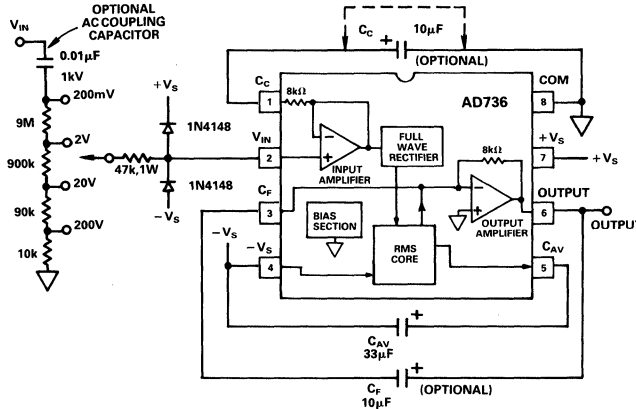 OPTIONAL
AC COUPLING
CAPACITOR
VIN
0.01µF
1kV
200mV
9M
2V
900k
20V
90k
200V
10k
+VS
1N4148
47k, 1W
1N4148
−VS
CC
10µF
+
(OPTIONAL)
CC
8kΩ
COM
1
AD736
8
VIN
FULL
WAVE
RECTIFIER
+VS
2
−
+
INPUT
AMPLIFIER
8kΩ
7
+VS
CF
OUTPUT
3
BIAS
SECTION
−
+
OUTPUT
AMPLIFIER
6
OUTPUT
−VS
−VS
RMS
CORE
CAV
4
5
+
CAV
33µF
+
CF
10µF
(OPTIONAL)